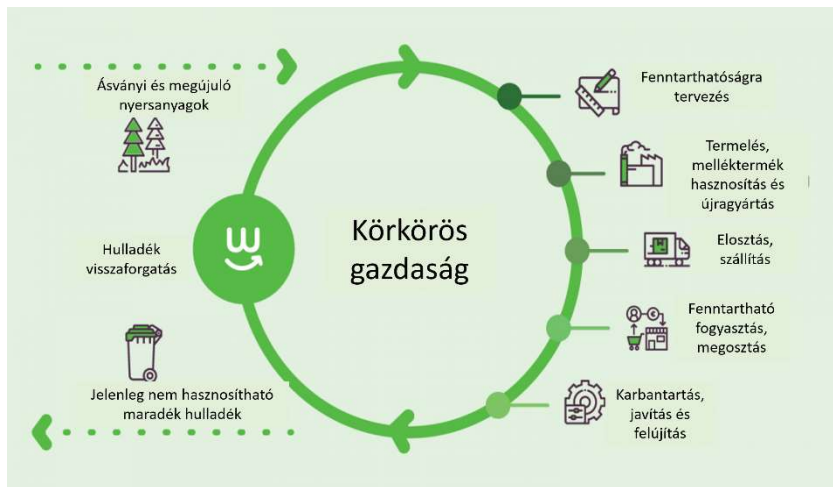 Ásványi és megújuló
nyersanyagok
Hulladék
visszaforgatás
Jelenleg nem hasznosítható
maradék hulladék
w
Körkörös
gazdaság
Fenntarthatóságra
tervezés
Termelés,
melléktermék
hasznosítás és
újragyártás
Elosztás,
szállítás
Fenntartható
fogyasztás,
megosztás
Karbantartás,
javítás és
felújítás